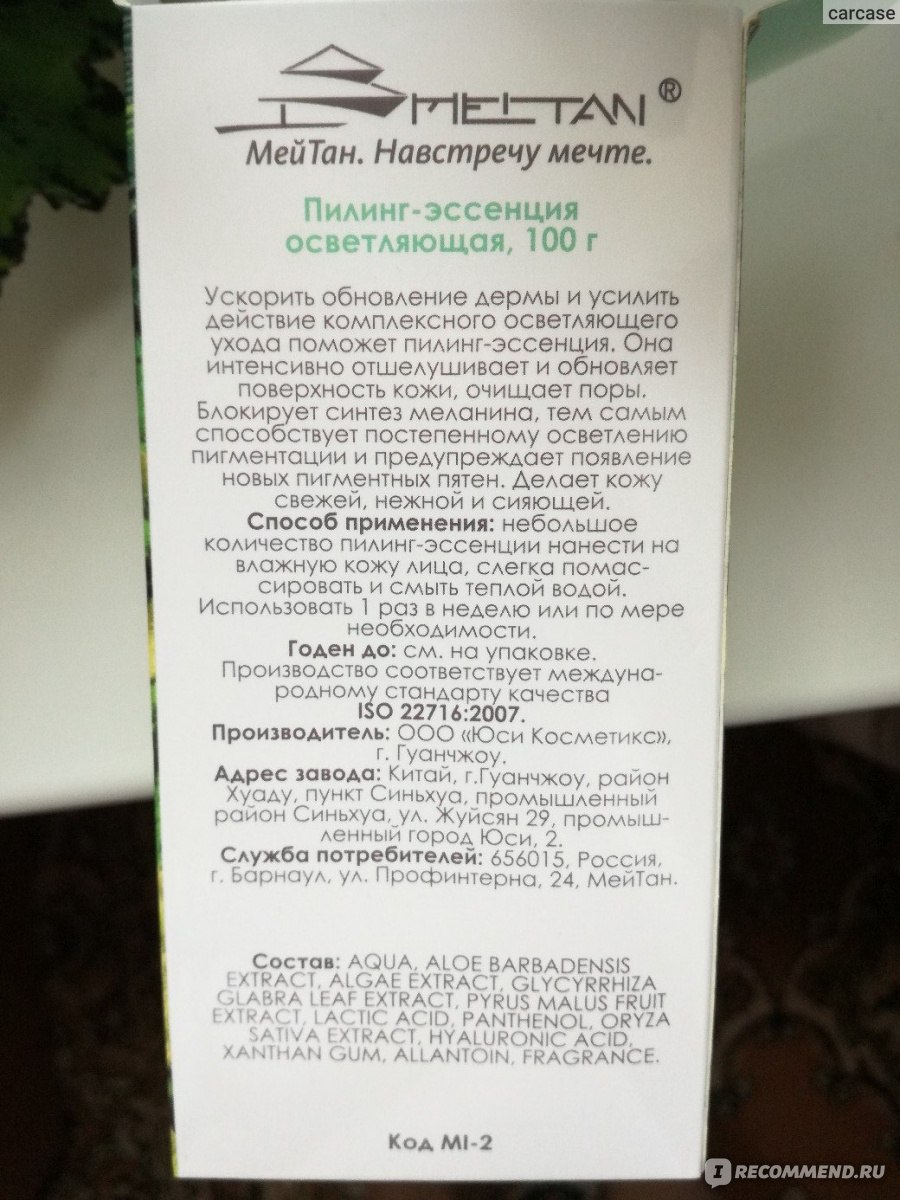 carcase
MEITAN®
МейТан. Навстречу мечте.
Пилинг-эссенция
осветляющая, 100 г
Ускорить обновление дермы и усилить
действие комплексного осветляющего
ухода поможет пилинг-эссенция. Она
интенсивно отшелушивает и обновляет
поверхность кожи, очищает поры.
Блокирует синтез меланина, тем самым
способствует постепенному осветлению
пигментации и предупреждает появление
новых пигментных пятен. Делает кожу
свежей, нежной и сияющей.
Способ применения: небольшое
количество пилинг-эссенции нанести на
влажную кожу лица, слегка помас-
сировать и смыть теплой водой.
Использовать 1 раз в неделю или по мере
необходимости.
Годен до: см. на упаковке.
Производство соответствует междуна-
родному стандарту качества
ISO 22716:2007.
Производитель: ООО «Юси Косметикс»,
г. Гуанчжоу.
Адрес завода: Китай, г.Гуанчжоу, район
Хуаду, пункт Синьхуа, промышленный
район Синьхуа, ул. Жуйсян 29, промыш-
ленный город Юси, 2.
Служба потребителей: 656015, Россия,
г. Барнаул, ул. Профинтерна, 24, МейТан.
Состав: AQUA, ALOE BARBADENSIS
EXTRACT, ALGAE EXTRACT, GLYCYRRHIZA
GLABRA LEAF EXTRACT, PYRUS MALUS FRUIT
EXTRACT, LACTIC ACID, PANTHENOL, ORYZA
SATIVA EXTRACT, HYALURONIC ACID,
XANTHAN GUM, ALLANTOIN, FRAGRANCE.
Код MI-2
IRECOMMEND.RU